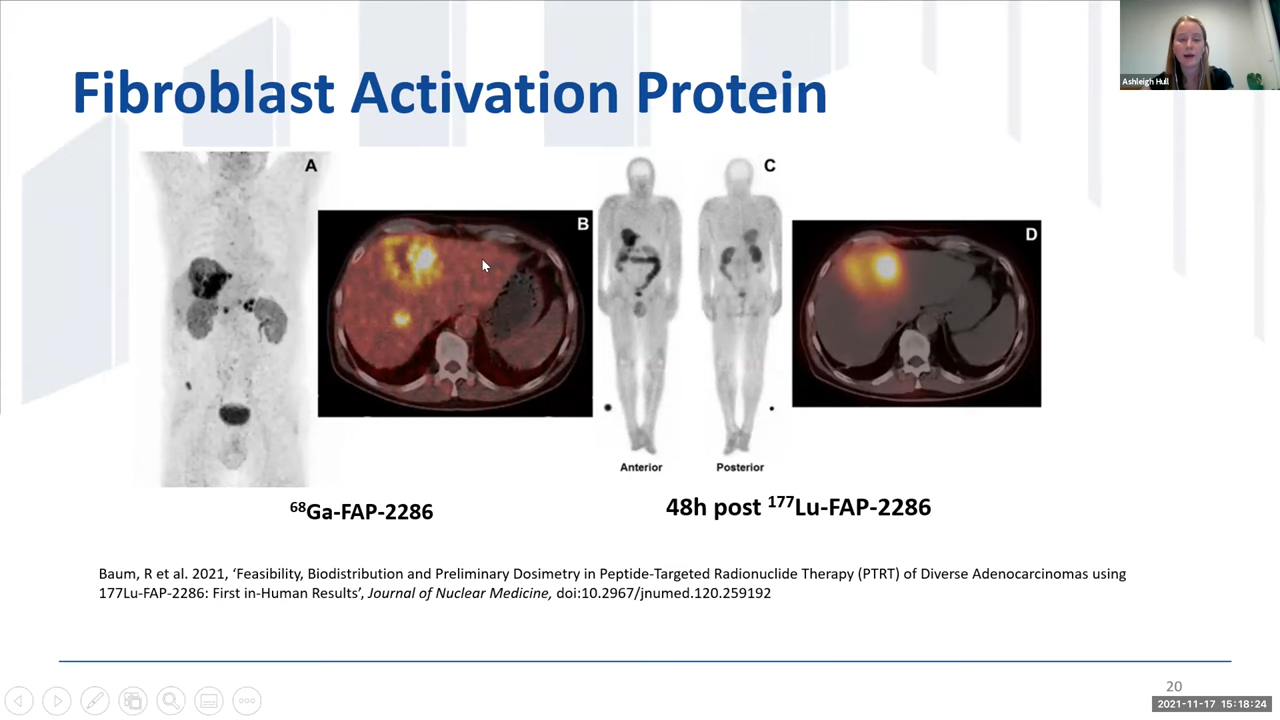 Fibroblast Activation Protein
Ashleigh Hull
A
B
C
D
Anterior
Posterior
⁶⁸Ga-FAP-2286
48h post ¹⁷⁷Lu-FAP-2286
Baum, R et al. 2021, ‘Feasibility, Biodistribution and Preliminary Dosimetry in Peptide-Targeted Radionuclide Therapy (PTRT) of Diverse Adenocarcinomas using
177Lu-FAP-2286: First in-Human Results’, Journal of Nuclear Medicine, doi:10.2967/jnumed.120.259192
20
2021-11-17 15:18:24